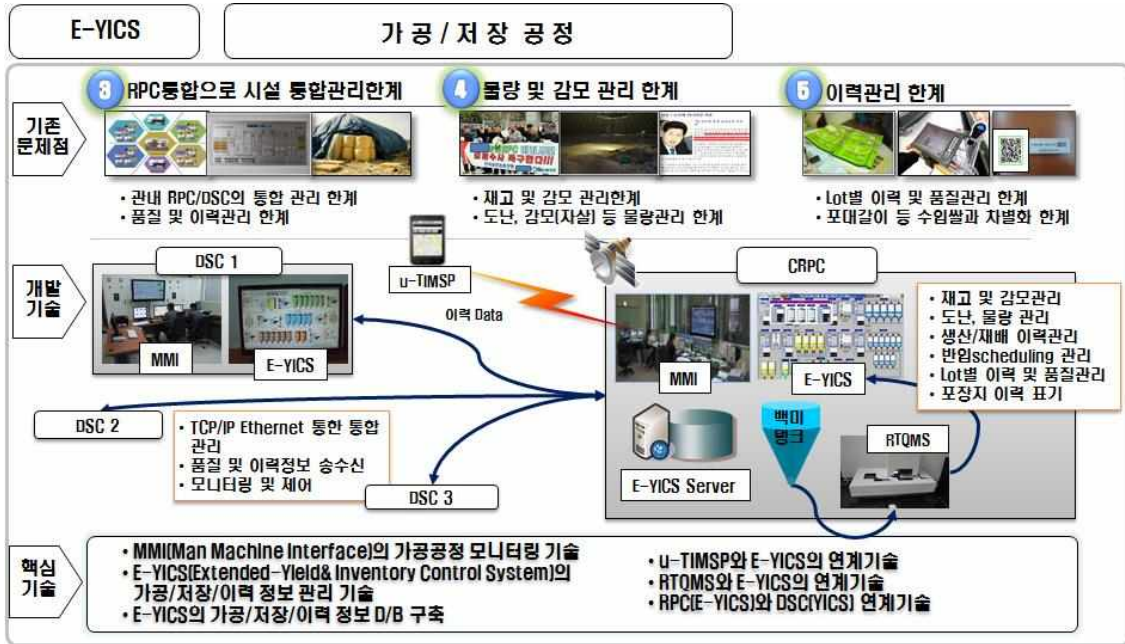 E-YICS
가공/저장 공정
기존
문제점
3 RPC통합으로 시설 통합관리한계
• 관내 RPC/DSC의 통합 관리 한계
• 품질 및 이력관리 한계
4 물량 및 감모 관리 한계
• 재고 및 감모 관리한계
• 도난, 감모(자살) 등 물량관리 한계
5 이력관리 한계
• Lot별 이력 및 품질관리 한계
• 포대갈이 등 수입쌀과 차별화 한계
개발
기술
DSC 1
MMI
E-YICS
u-TIMSP
이력 Data
DSC 2
• TCP/IP Ethernet 통한 통합
관리
• 품질 및 이력정보 송수신
• 모니터링 및 제어
DSC 3
CRPC
MMI
E-YICS
• 재고 및 감모관리
• 도난, 물량 관리
• 생산/재배 이력관리
• 반입scheduling 관리
• Lot별 이력 및 품질관리
• 포장지 이력 표기
E-YICS Server
백미
탱크
RTQMS
핵심
기술
• MMI(Man Machine Interface)의 가공공정 모니터링 기술
• E-YICS(Extended-Yield& Inventory Control System)의
가공/저장/이력 정보 관리 기술
• E-YICS의 가공/저장/이력 정보 D/B 구축
• u-TIMSP와 E-YICS의 연계기술
• RTQMS와 E-YICS의 연계기술
• RPC(E-YICS)와 DSC(YICS) 연계기술